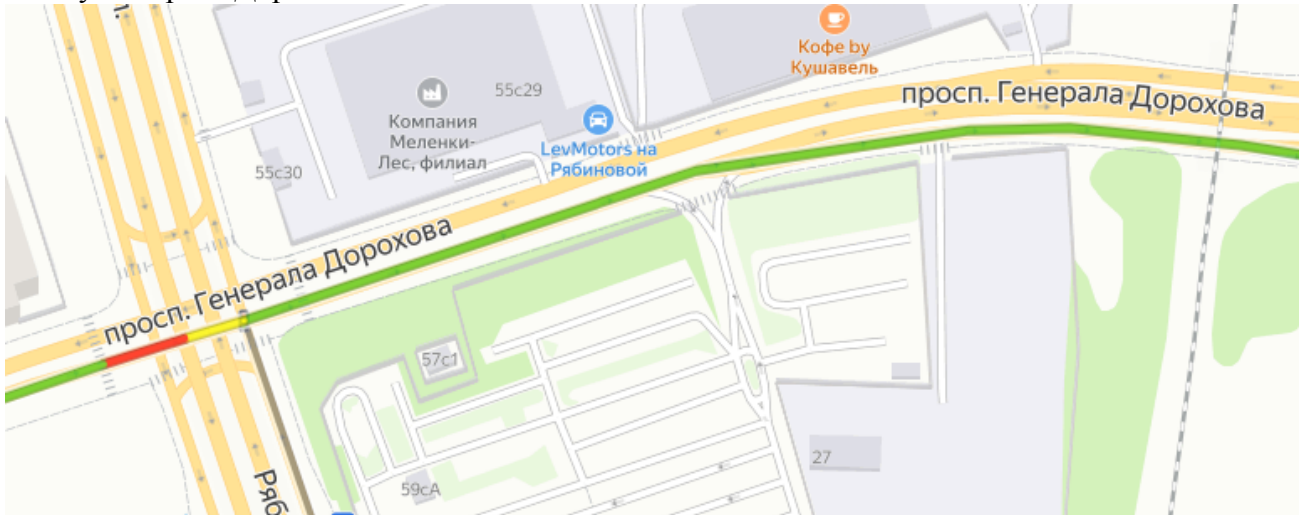 Кофе by
Кушавель
просп. Генерала Дорохова
55с29
Компания
Меленки-
Лес, филиал
LevMotors на
Рябиновой
55с30
просп. Генерала Дорохова
57с1
27
59сА
Ряб